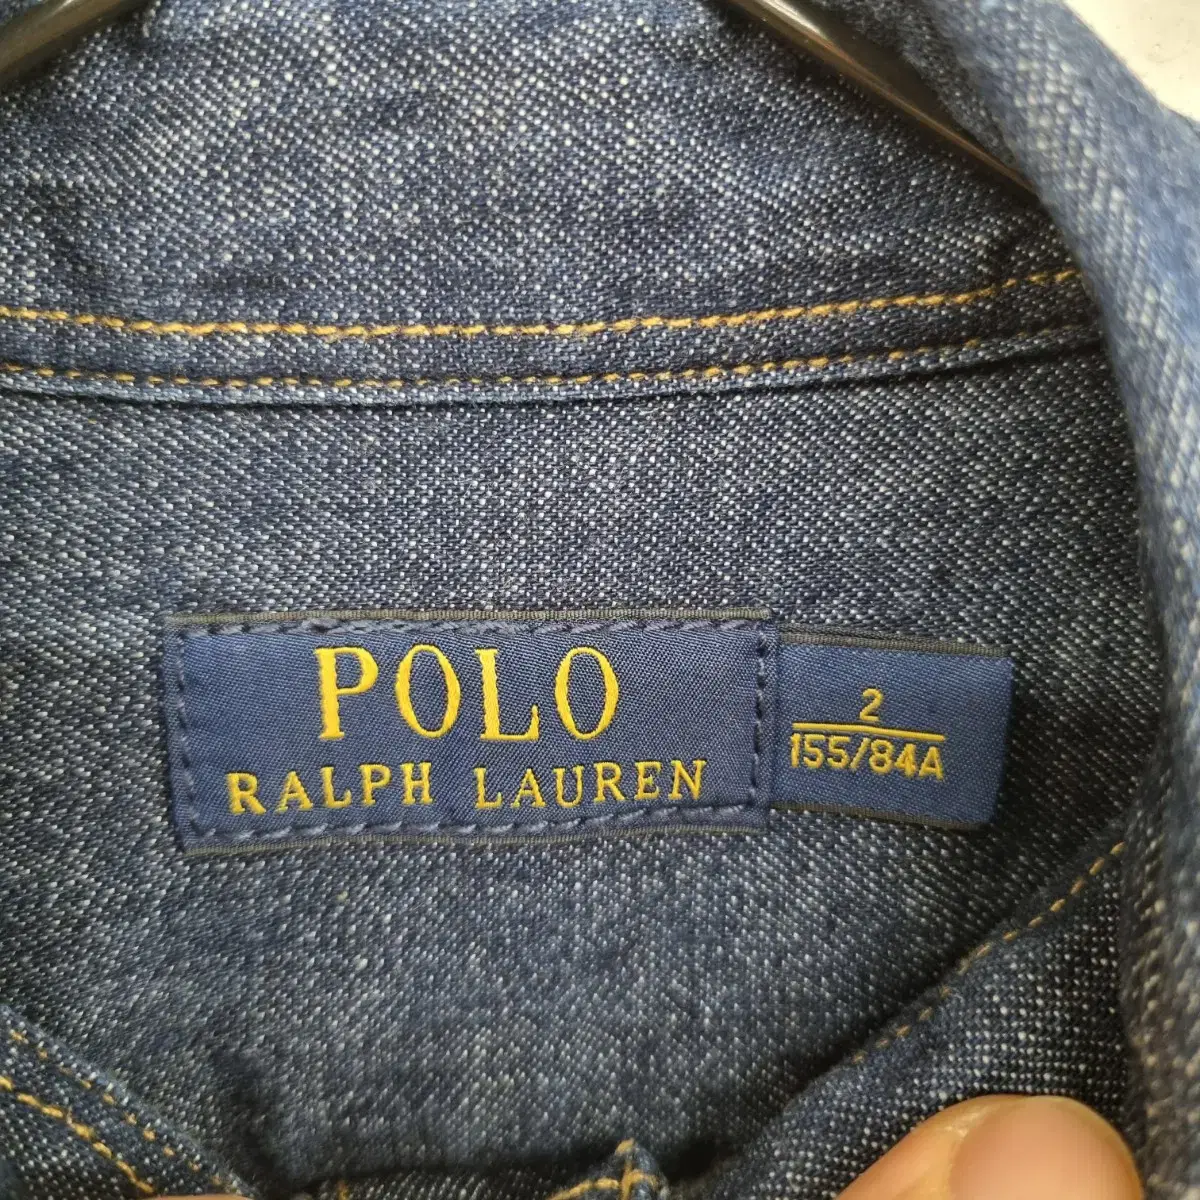 POLO
RALPH LAUREN
2
155/84A